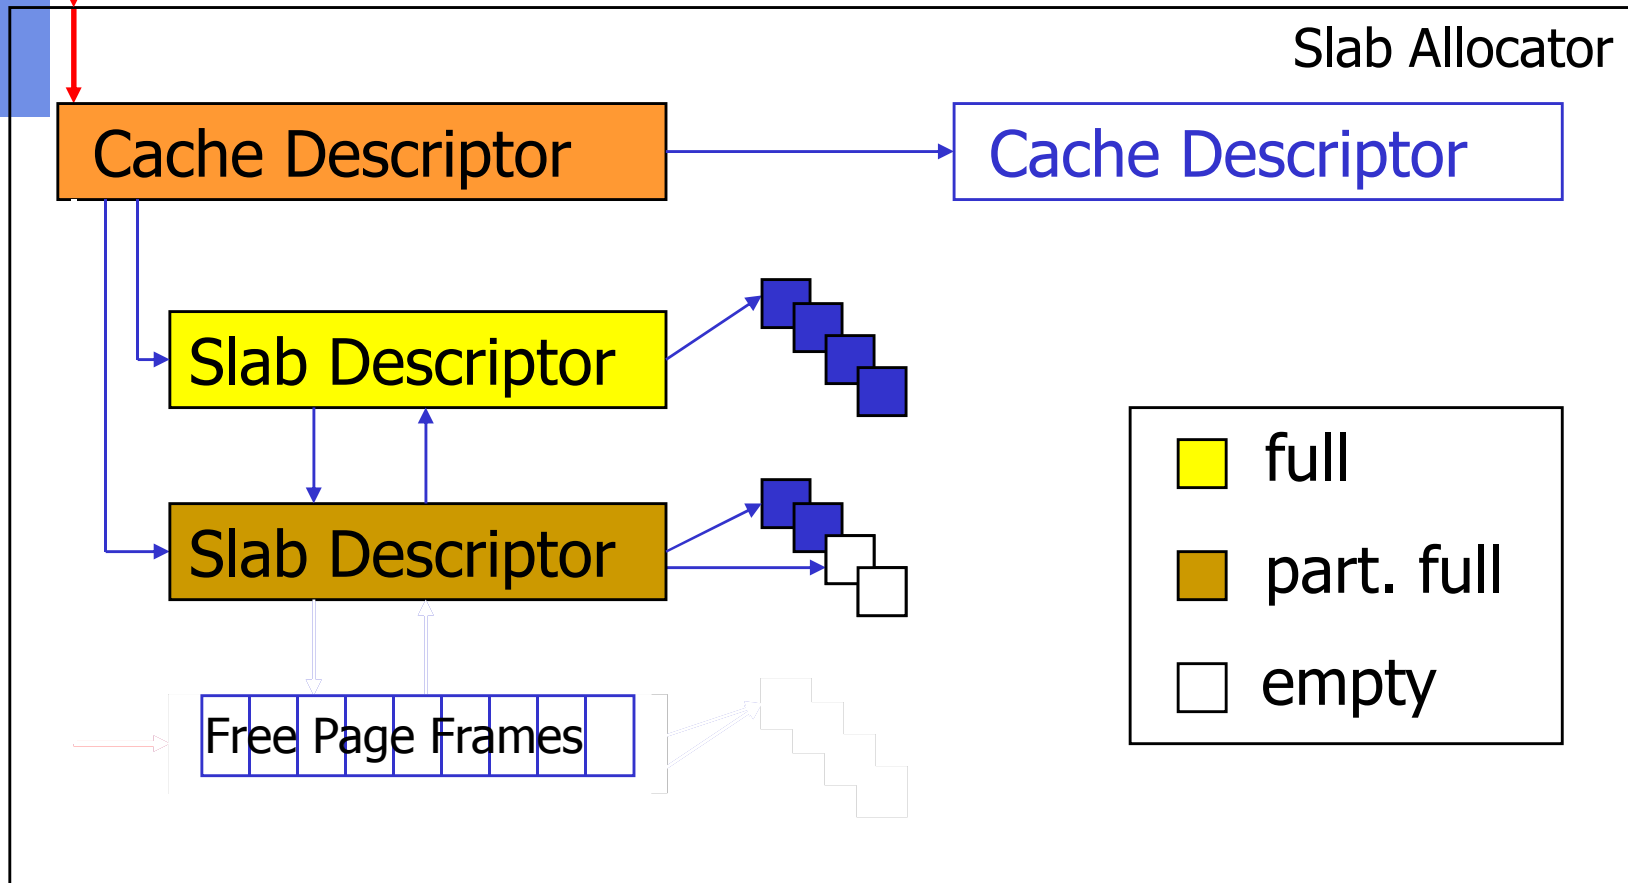 Slab Allocator
Cache Descriptor
Cache Descriptor
Slab Descriptor
Slab Descriptor
Free Page Frames
full
part. full
empty